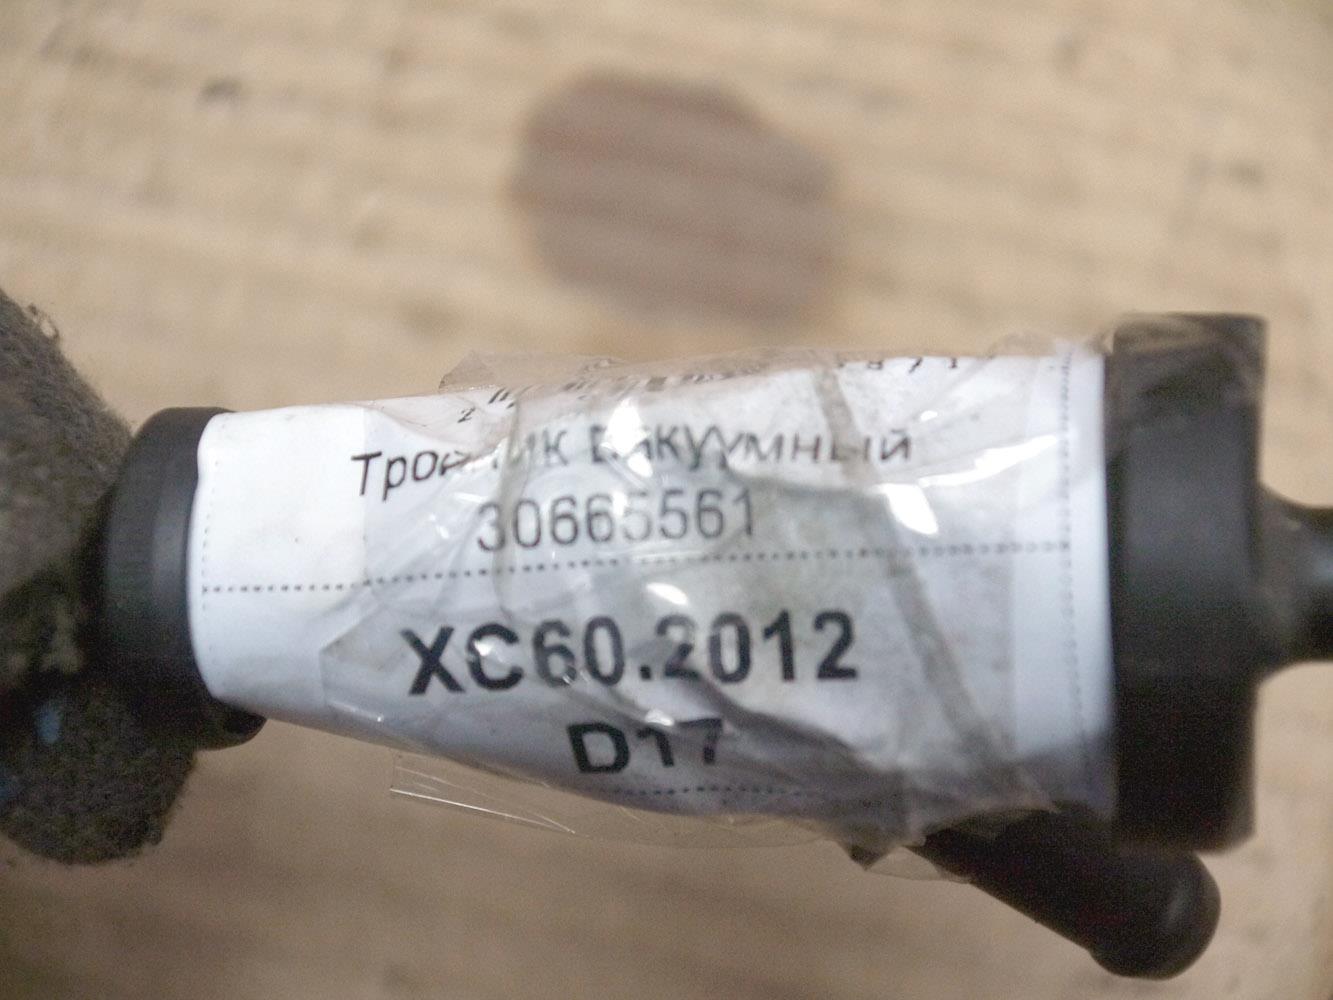 Тройник вакуумный
30665561
XC60.2012
D17